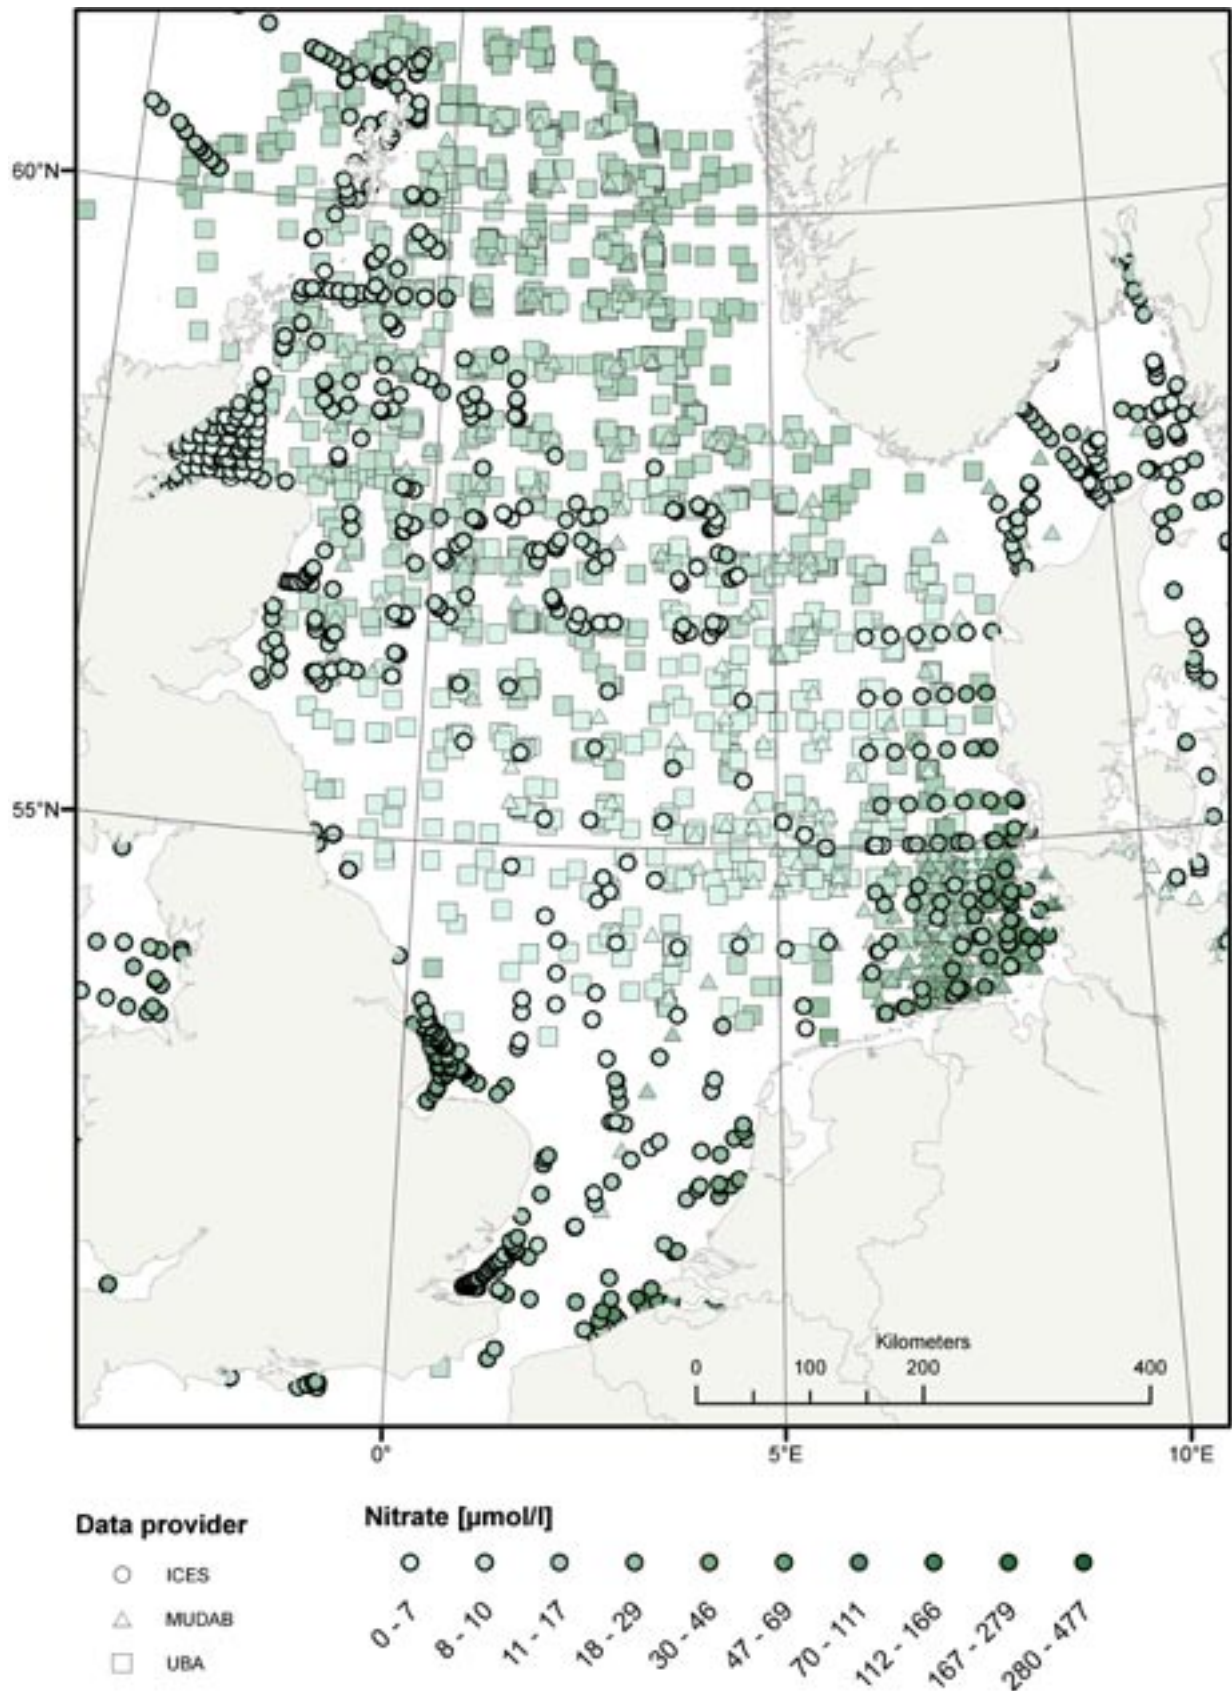 60°N
55°N
Kilometers
0 100 200 400
0° 5°E 10°E
Data provider
ICES
MUDAB
UBA
Nitrate [µmol/l]
0 - 7
8 - 10
11 - 17
18 - 29
30 - 46
47 - 69
70 - 111
112 - 166
167 - 279
280 - 477